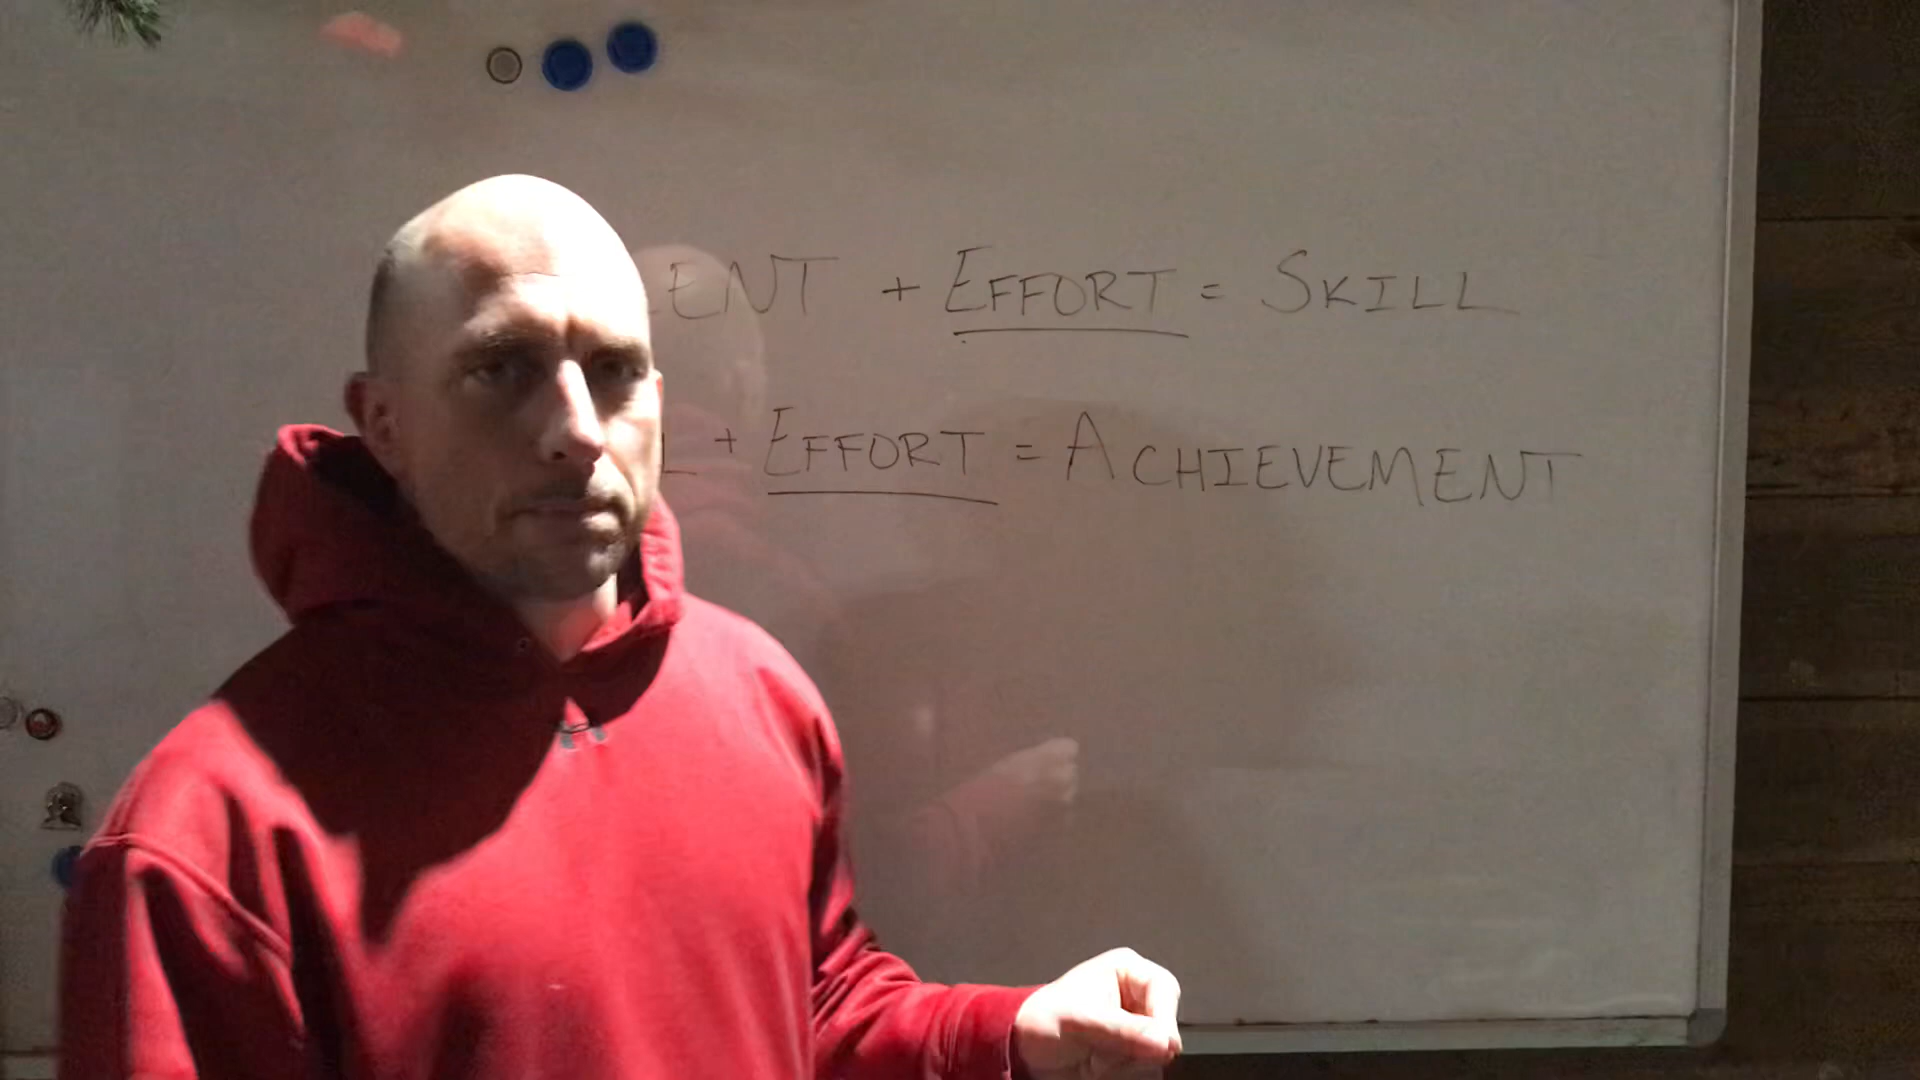 ENT + EFFORT = SKILL
L + EFFORT = ACHIEVEMENT